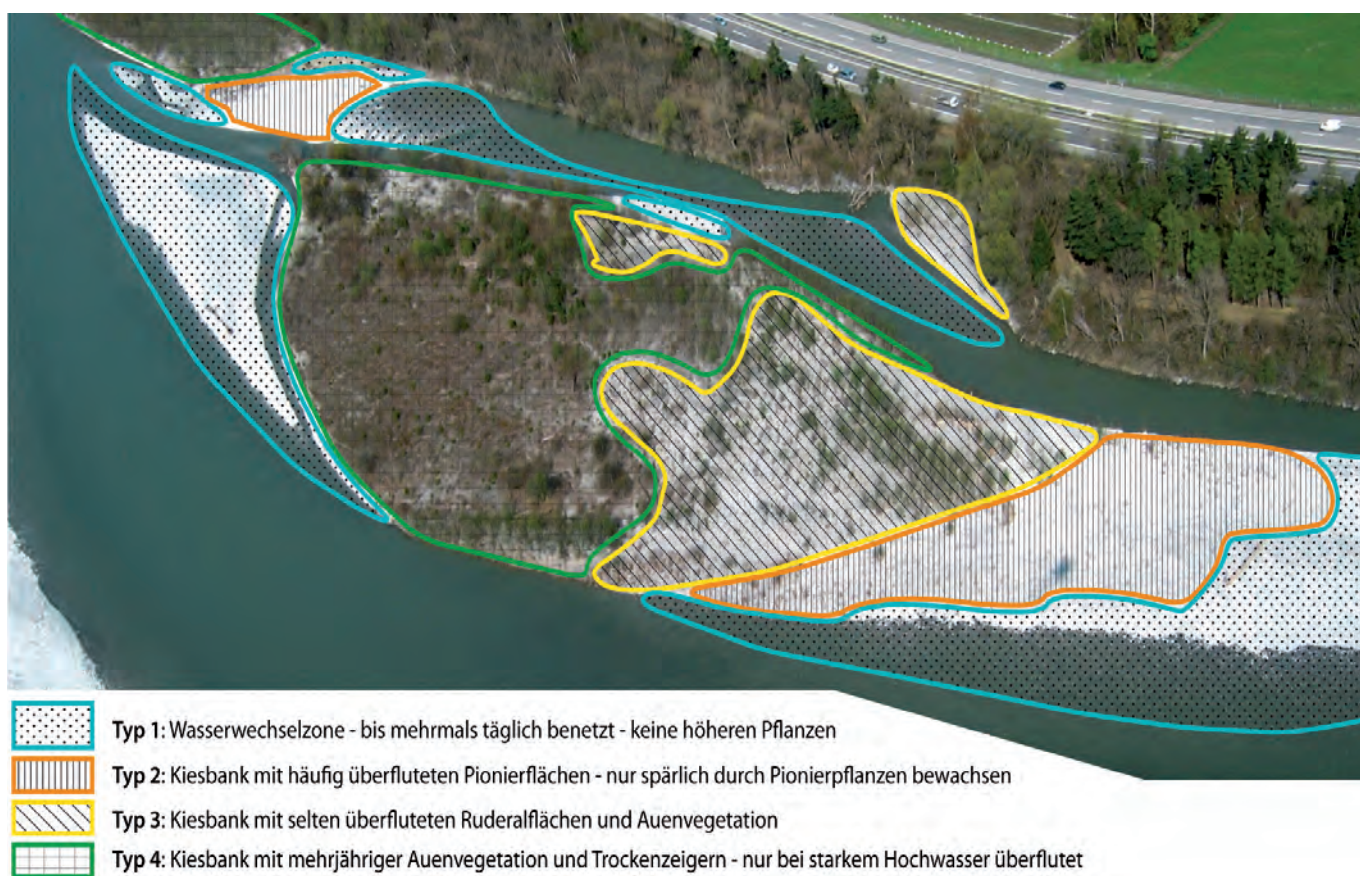 Typ 1: Wasserwechselzone - bis mehrmals täglich benetzt - keine höheren Pflanzen
Typ 2: Kiesbank mit häufig überfluteten Pionierflächen - nur spärlich durch Pionierpflanzen bewachsen
Typ 3: Kiesbank mit selten überfluteten Ruderalflächen und Auenvegetation
Typ 4: Kiesbank mit mehrjähriger Auenvegetation und Trockenzeigern - nur bei starkem Hochwasser überflutet